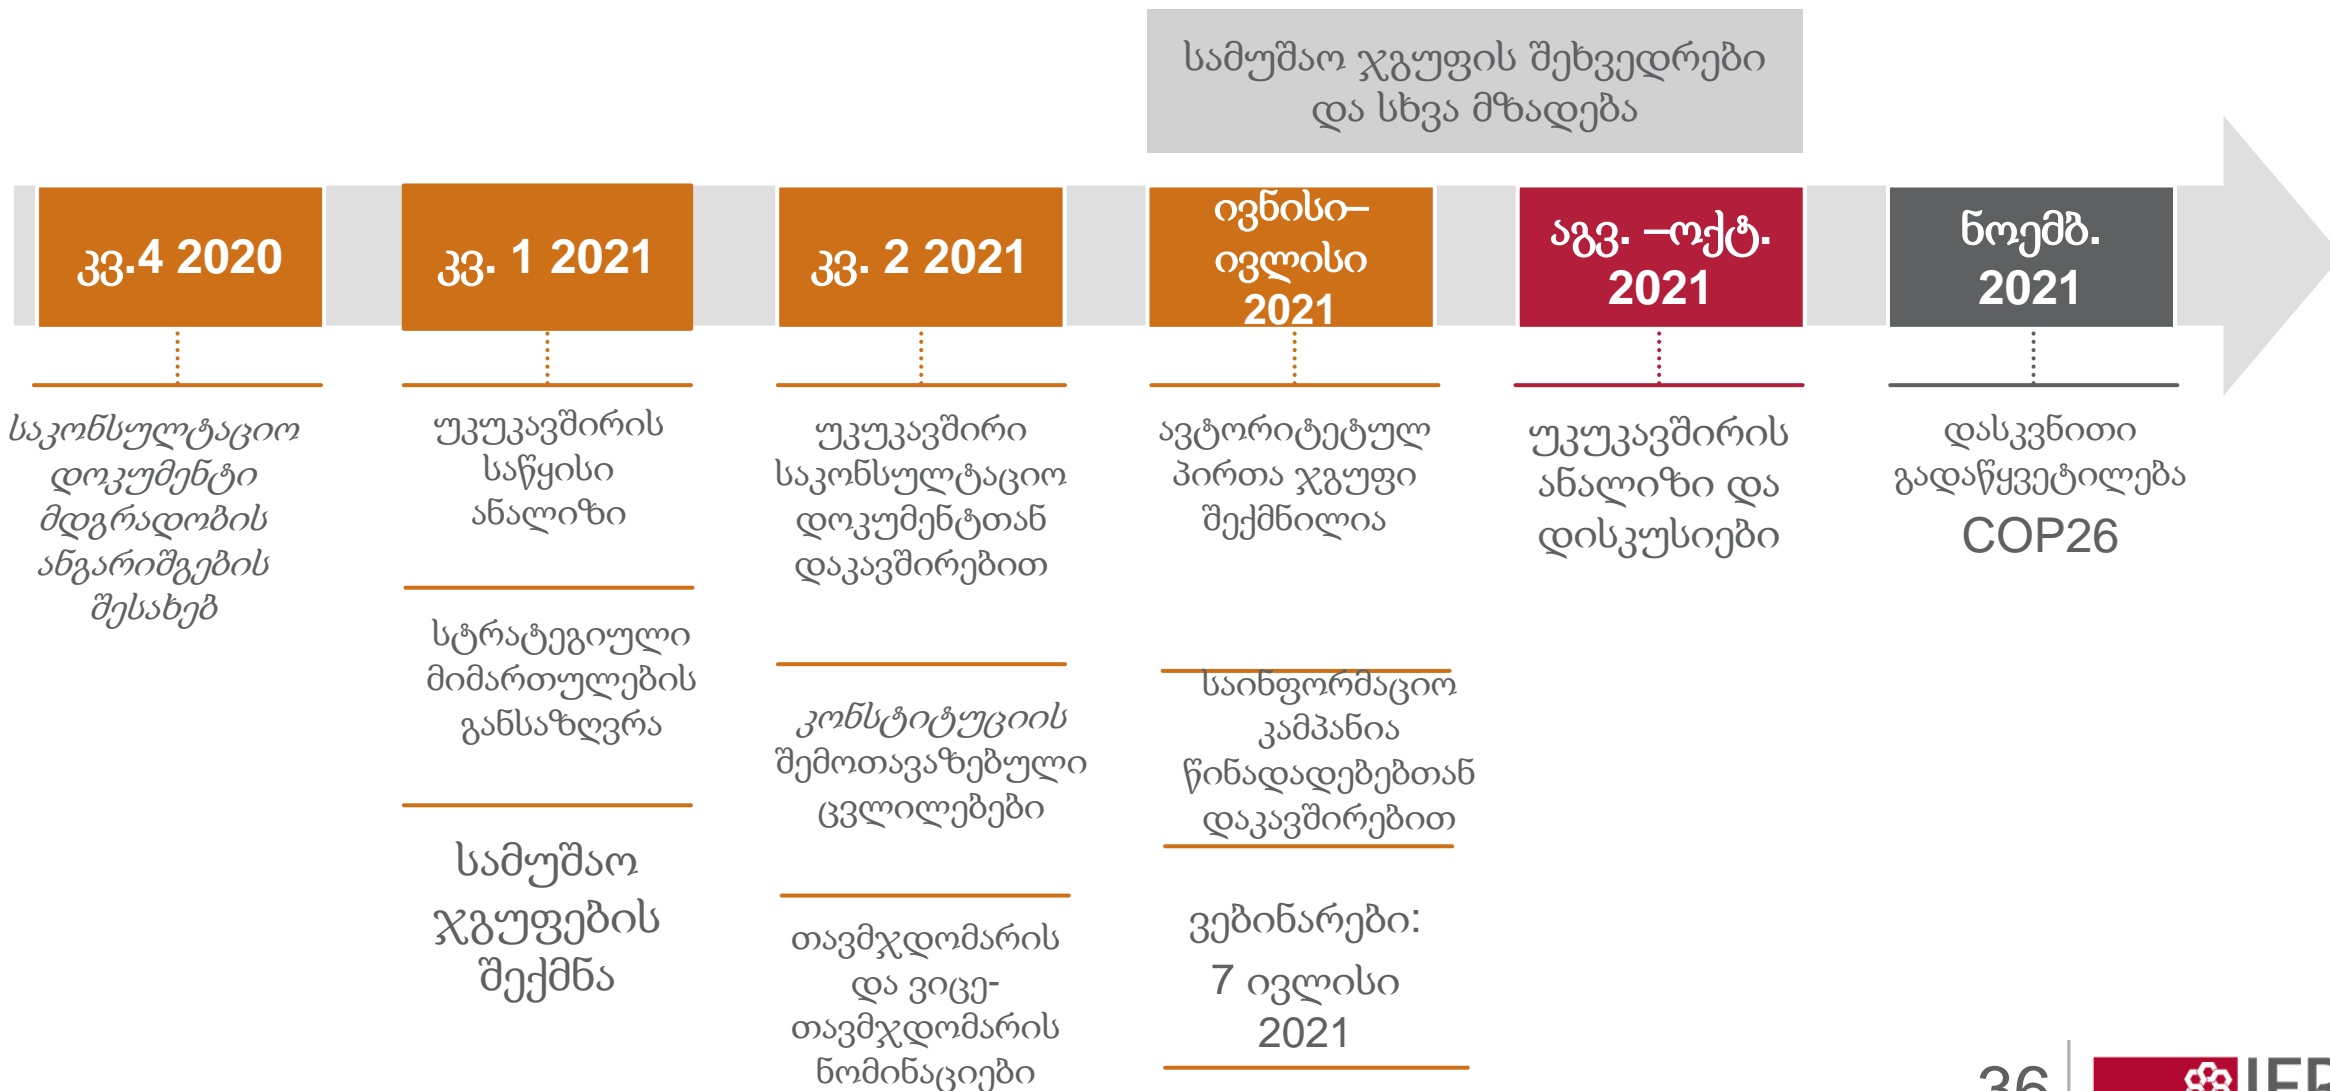 სამუშაო ჯგუფის შეხვედრები
და სხვა მზადება
კვ.4 2020
კვ. 1 2021
კვ. 2 2021
ივნისი–
ივლისი
2021
აგვ. –ოქტ.
2021
ნოემბ.
2021
საკონსულტაციო
დოკუმენტი
მდგრადობის
ანგარიშგების
შესახებ
უკუკავშირის
საწყისი
ანალიზი
სტრატეგიული
მიმართულების
განსაზღვრა
სამუშაო
ჯგუფების
შექმნა
უკუკავშირი
საკონსულტაციო
დოკუმენტთან
დაკავშირებით
კონსტიტუციის
შემოთავაზებული
ცვლილებები
თავმჯდომარის
და ვიცე-
თავმჯდომარის
ნომინაციები
ავტორიტეტულ
პირთა ჯგუფი
შექმნილია
საინფორმაციო
კამპანია
წინადადებებთან
დაკავშირებით
ვებინარები:
7 ივლისი
2021
უკუკავშირის
ანალიზი და
დისკუსიები
დასკვნითი
გადაწყვეტილება
COP26
36